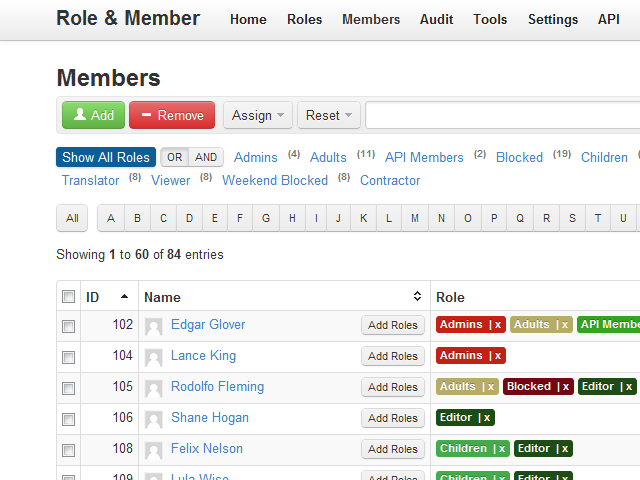 Role & Member Home Roles Members Audit Tools Settings API
Members
Add Remove Assign Reset
Show All Roles OR AND Admins (4) Adults (11) API Members (2) Blocked (19) Children
Translator (8) Viewer (8) Weekend Blocked (8) Contractor
All A B C D E F G H I J K L M N O P Q R S T U
Showing 1 to 60 of 84 entries
ID Name Role
102 Edgar Glover Add Roles Admins | x Adults | x API Membe
104 Lance King Add Roles Admins | x
105 Rodolfo Fleming Add Roles Adults | x Blocked | x Editor | x
106 Shane Hogan Add Roles Editor | x
108 Felix Nelson Add Roles Children | x Editor | x
109 Lula Wise Add Roles Children | x Editor | x